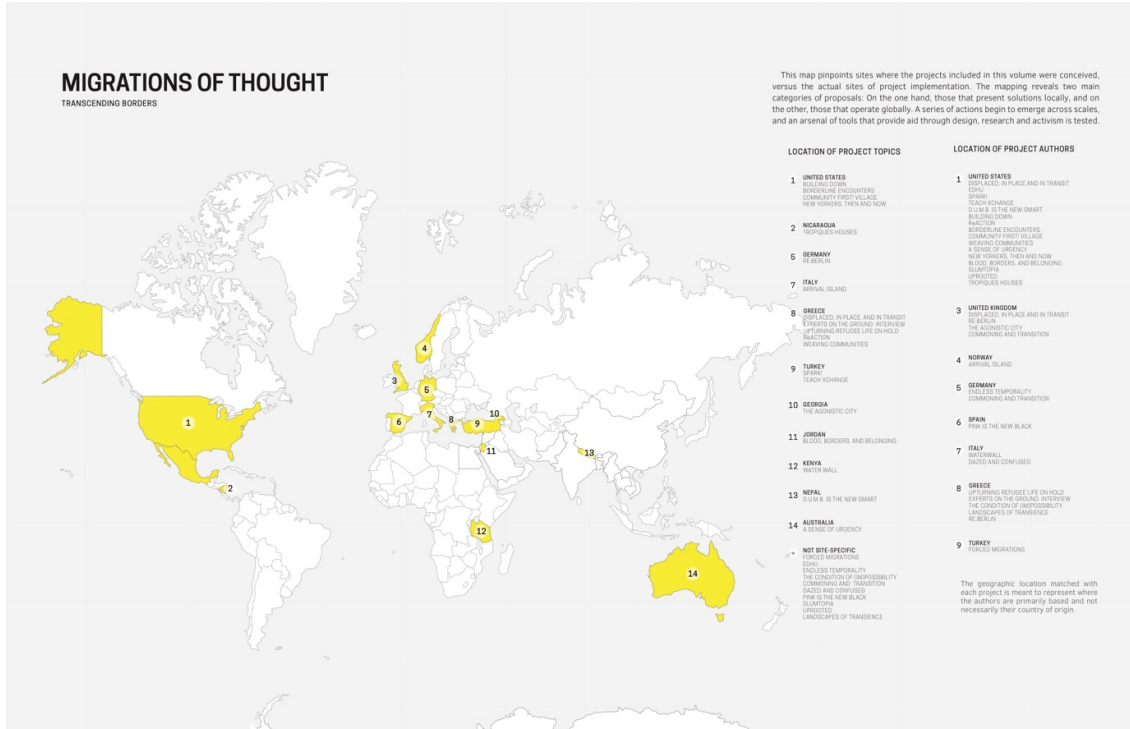 MIGRATIONS OF THOUGHT
TRANSCENDING BORDERS
This map pinpoints sites where the projects included in this volume were conceived,
versus the actual sites of project implementation. The mapping reveals two main
categories of proposals: On the one hand, those that present solutions locally, and on
the other, those that operate globally. A series of actions begin to emerge across scales,
and an arsenal of tools that provide aid through design, research and activism is tested.
LOCATION OF PROJECT TOPICS
1 UNITED STATES
BUILDING DOWN
BORDERLINE ENCOUNTERS
COMMUNITY FIRST! VILLAGE
NEW YORKERS, THEN AND NOW
2 NICARAGUA
TROPIQUES HOUSES
5 GERMANY
RE:BERLIN
7 ITALY
ARRIVAL ISLAND
8 GREECE
DISPLACED, IN PLACE, AND IN TRANSIT
EXPERTS ON THE GROUND: INTERVIEW
UPTURNING REFUGEE LIFE ON HOLD
ReACTION
WEAVING COMMUNITIES
9 TURKEY
SPARK!
TEACH XCHANGE
10 GEORGIA
THE AGONISTIC CITY
11 JORDAN
BLOOD, BORDERS, AND BELONGING
12 KENYA
WATER WALL
13 NEPAL
D.U.M.B. IS THE NEW SMART
14 AUSTRALIA
A SENSE OF URGENCY
* NOT SITE-SPECIFIC
FORCED MIGRATIONS
EDHU
ENDLESS TEMPORALITY
THE CONDITION OF (IM)POSSIBILITY
COMMONING AND TRANSITION
DAZED AND CONFUSED
PINK IS THE NEW BLACK
SLUMTOPIA
UPROOTED
LANDSCAPES OF TRANSIENCE
LOCATION OF PROJECT AUTHORS
1 UNITED STATES
DISPLACED, IN PLACE AND IN TRANSIT
EDHU
SPARK!
TEACH XCHANGE
D.U.M.B. IS THE NEW SMART
BUILDING DOWN
ReACTION
BORDERLINE ENCOUNTERS
COMMUNITY FIRST! VILLAGE
WEAVING COMMUNITIES
A SENSE OF URGENCY
NEW YORKERS, THEN AND NOW
BLOOD, BORDERS, AND BELONGING
SLUMTOPIA
UPROOTED
TROPIQUES HOUSES
3 UNITED KINGDOM
DISPLACED, IN PLACE AND IN TRANSIT
RE:BERLIN
THE AGONISTIC CITY
COMMONING AND TRANSITION
4 NORWAY
ARRIVAL ISLAND
5 GERMANY
ENDLESS TEMPORALITY
COMMONING AND TRANSITION
6 SPAIN
PINK IS THE NEW BLACK
7 ITALY
WATERWALL
DAZED AND CONFUSED
8 GREECE
UPTURNING REFUGEE LIFE ON HOLD
EXPERTS ON THE GROUND: INTERVIEW
THE CONDITION OF (IM)POSSIBILITY
LANDSCAPES OF TRANSIENCE
RE:BERLIN
9 TURKEY
FORCED MIGRATIONS
The geographic location matched with
each project is meant to represent where
the authors are primarily based and not
necessarily their country of origin.
1
2
3
4
5
6
7
8
9
10
11
12
13
14